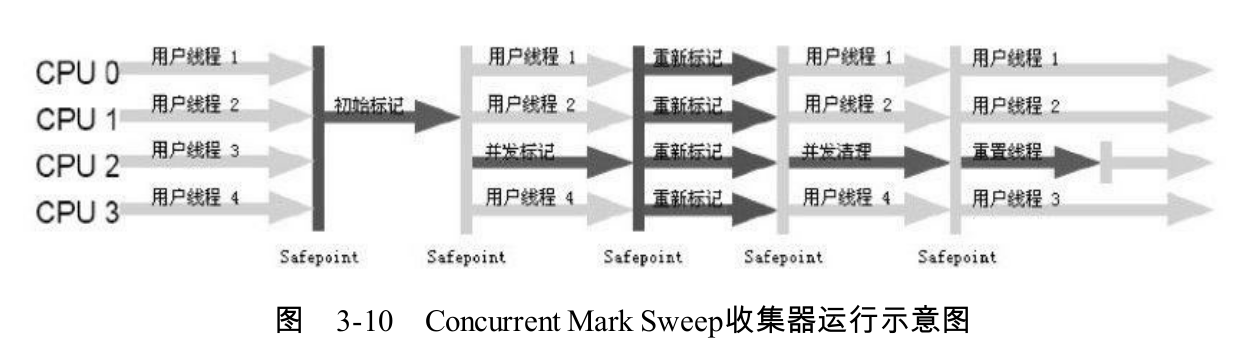 用户线程 1 用户线程 1 重新标记 用户线程 1 用户线程 1
CPU 0
用户线程 2 初始标记 用户线程 2 重新标记 用户线程 2 用户线程 2
CPU 1
用户线程 3 并发标记 重新标记 并发清理 重置线程
CPU 2
用户线程 4 用户线程 4 重新标记 用户线程 4 用户线程 3
CPU 3
Safepoint Safepoint Safepoint Safepoint Safepoint
图 3-10 Concurrent Mark Sweep收集器运行示意图